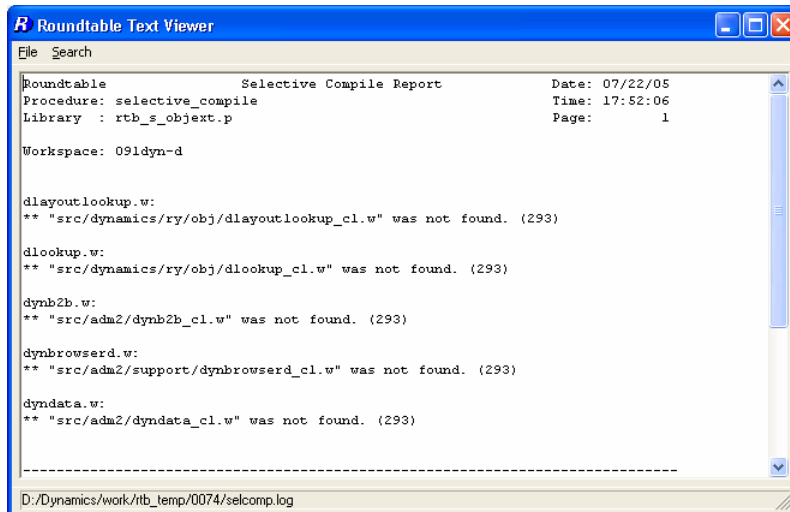 R Roundtable Text Viewer
File Search
Roundtable Selective Compile Report Date: 07/22/05
Procedure: selective_compile Time: 17:52:06
Library : rtb_s_objext.p Page: 1
Workspace: 091dyn-d
dlayoutlookup.w:
** "src/dynamics/ry/obj/dlayoutlookup_cl.w" was not found. (293)
dlookup.w:
** "src/dynamics/ry/obj/dlookup_cl.w" was not found. (293)
dynb2b.w:
** "src/adm2/dynb2b_cl.w" was not found. (293)
dynbrowserd.w:
** "src/adm2/support/dynbrowserd_cl.w" was not found. (293)
dyndata.w:
** "src/adm2/dyndata_cl.w" was not found. (293)
--------------------------------------------------------------------------------
D:/Dynamics/work/rtb_temp/0074/selcomp.log